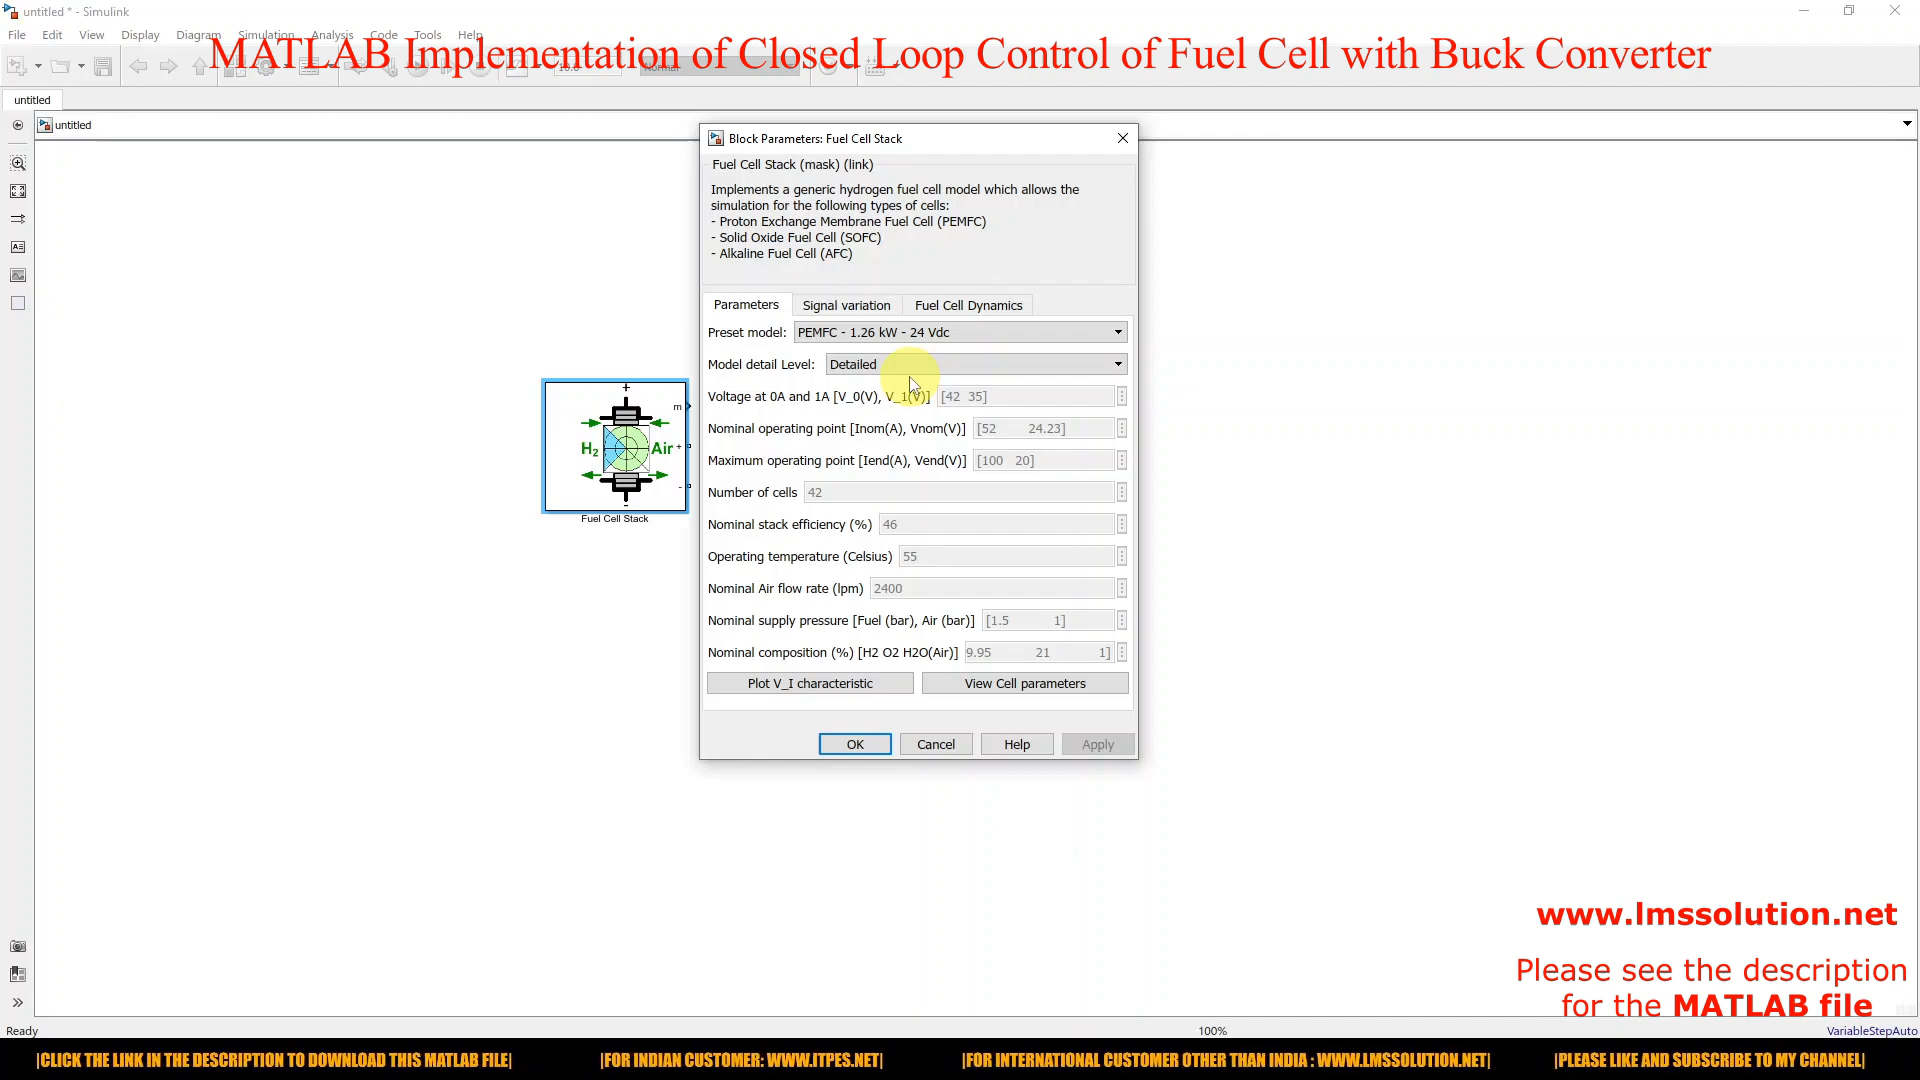 untitled * - Simulink
File Edit View Display Diagram Simulation Analysis Code Tools Help
MATLAB Implementation of Closed Loop Control of Fuel Cell with Buck Converter
10.0
Normal
untitled
untitled
Block Parameters: Fuel Cell Stack
Fuel Cell Stack (mask) (link)
Implements a generic hydrogen fuel cell model which allows the
simulation for the following types of cells:
- Proton Exchange Membrane Fuel Cell (PEMFC)
- Solid Oxide Fuel Cell (SOFC)
- Alkaline Fuel Cell (AFC)
Parameters Signal variation Fuel Cell Dynamics
Preset model: PEMFC - 1.26 kW - 24 Vdc
Model detail Level: Detailed
Voltage at 0A and 1A [V_0(V), V_1(V)] [42 35]
Nominal operating point [Inom(A), Vnom(V)] [52 24.23]
Maximum operating point [Iend(A), Vend(V)] [100 20]
Number of cells 42
Nominal stack efficiency (%) 46
Operating temperature (Celsius) 55
Nominal Air flow rate (lpm) 2400
Nominal supply pressure [Fuel (bar), Air (bar)] [1.5 1]
Nominal composition (%) [H2 O2 H2O(Air)] 9.95 21 1]
Plot V_I characteristic View Cell parameters
OK Cancel Help Apply
+
m
H2 Air +
-
-
Fuel Cell Stack
www.lmssolution.net
Please see the description
for the MATLAB file
Ready 100% VariableStepAuto
|CLICK THE LINK IN THE DESCRIPTION TO DOWNLOAD THIS MATLAB FILE| |FOR INDIAN CUSTOMER: WWW.ITPES.NET| |FOR INTERNATIONAL CUSTOMER OTHER THAN INDIA : WWW.LMSSOLUTION.NET| |PLEASE LIKE AND SUBSCRIBE TO MY CHANNEL|